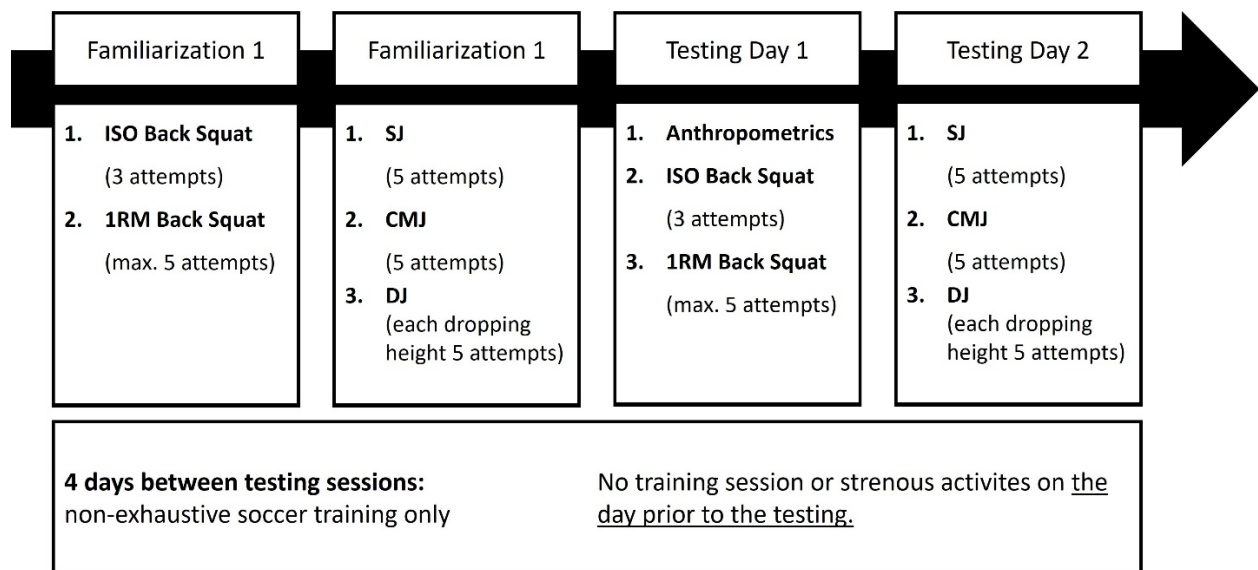 Familiarization 1
1. ISO Back Squat
(3 attempts)
2. 1RM Back Squat
(max. 5 attempts)
Familiarization 1
1. SJ
(5 attempts)
2. CMJ
(5 attempts)
3. DJ
(each dropping
height 5 attempts)
Testing Day 1
1. Anthropometrics
2. ISO Back Squat
(3 attempts)
3. 1RM Back Squat
(max. 5 attempts)
Testing Day 2
1. SJ
(5 attempts)
2. CMJ
(5 attempts)
3. DJ
(each dropping
height 5 attempts)
4 days between testing sessions:
non-exhaustive soccer training only
No training session or strenous activites on the
day prior to the testing.